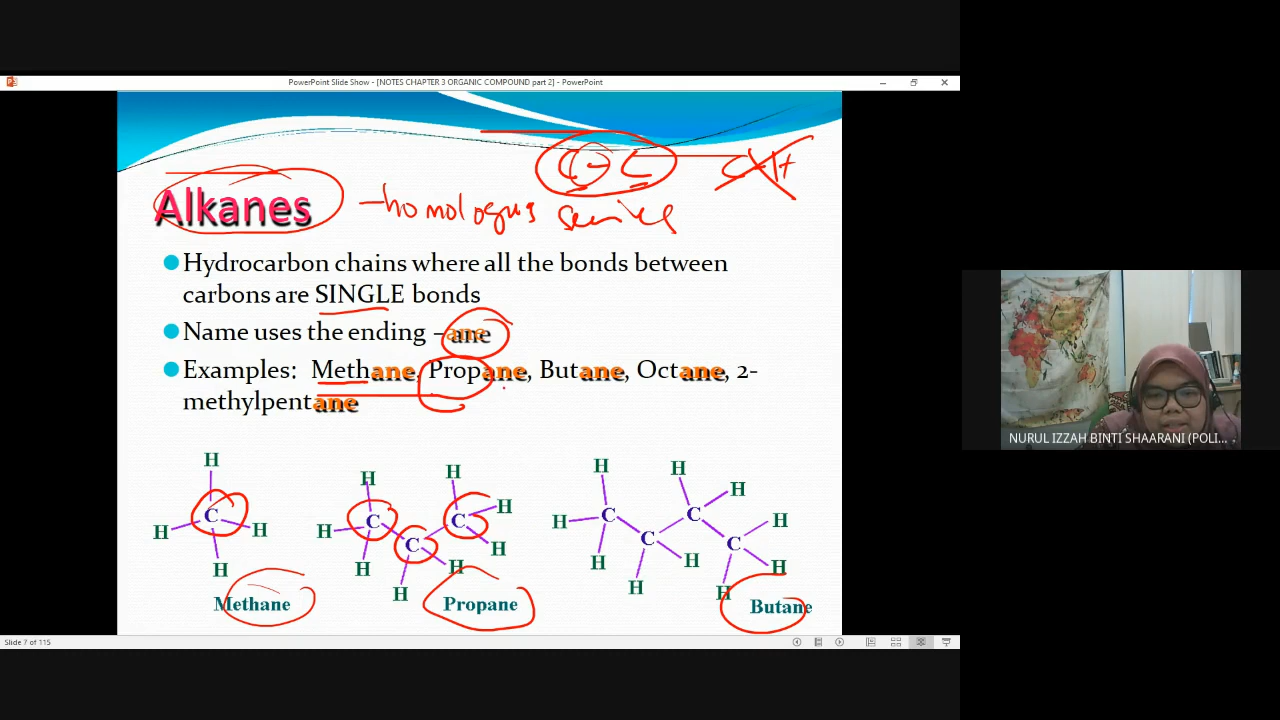 PowerPoint Slide Show - [NOTES CHAPTER 3 ORGANIC COMPOUND part 2] - PowerPoint
C - C CH
Alkanes - homologus series
Hydrocarbon chains where all the bonds between
carbons are SINGLE bonds
Name uses the ending –ane
Examples: Methane, Propane, Butane, Octane, 2-
methylpentane
H
H H C H H
H H C H C H H C H H H
H H C H H C H H C H C H H H H
Methane Propane Butane
Slide 7 of 115
NURUL IZZAH BINTI SHAARANI (POLI...